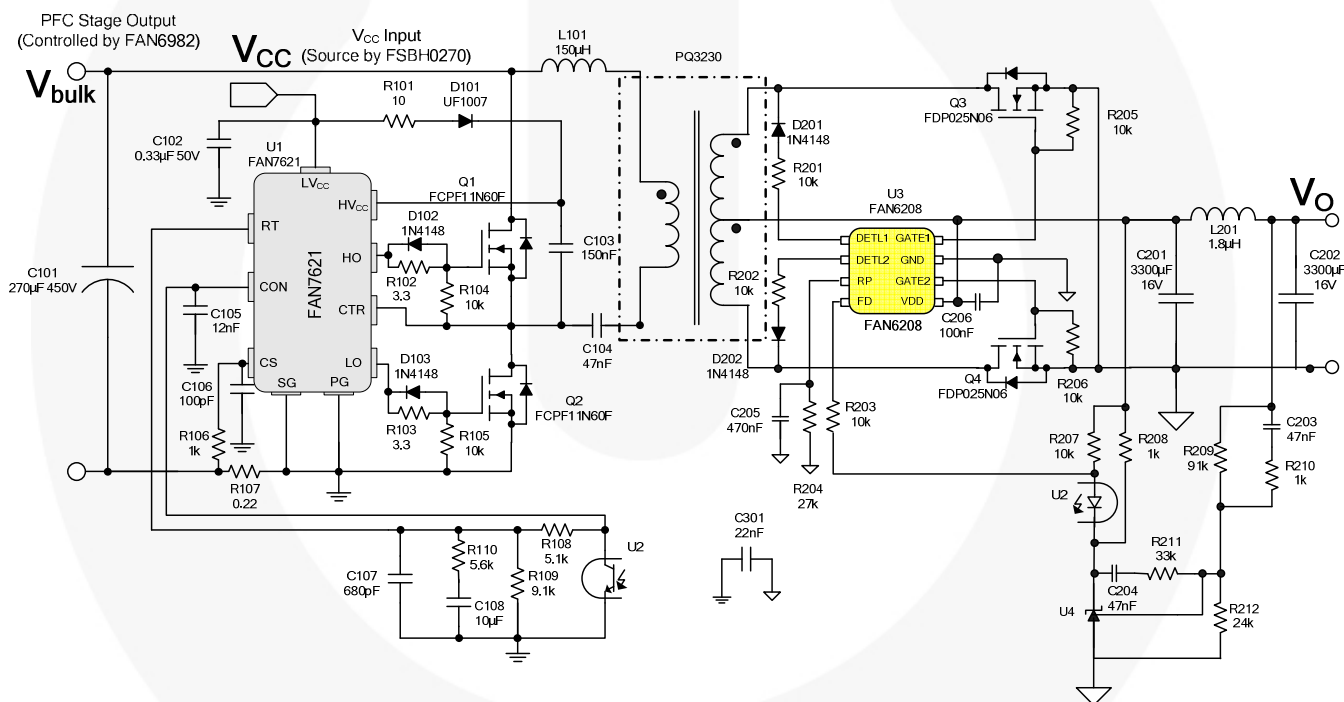 PFC Stage Output
(Controlled by FAN6982)
VCC
VCC Input
(Source by FSBH0270)
Vbulk
L101
150µH
PQ3230
R101
10
D101
UF1007
C102
0.33µF 50V
U1
FAN7621
LVCC
HVCC
RT
HO
CON
CTR
CS
LO
SG
PG
FAN7621
Q1
FCPF11N60F
D102
1N4148
R102
3.3
R104
10k
C103
150nF
C101
270µF 450V
C105
12nF
C106
100pF
D103
1N4148
R103
3.3
R105
10k
Q2
FCPF11N60F
C104
47nF
R106
1k
R107
0.22
Q3
FDP025N06
R205
10k
D201
1N4148
R201
10k
U3
FAN6208
DETL1
GATE1
DETL2
GND
RP
GATE2
FD
VDD
FAN6208
R202
10k
D202
1N4148
C206
100nF
VO
L201
1.8µH
C201
3300µF
16V
C202
3300µF
16V
Q4
FDP025N06
R206
10k
C205
470nF
R203
10k
R204
27k
R207
10k
R208
1k
R209
91k
C203
47nF
R210
1k
U2
R211
33k
C204
47nF
U4
R212
24k
C301
22nF
R108
5.1k
U2
R110
5.6k
R109
9.1k
C107
680pF
C108
10µF